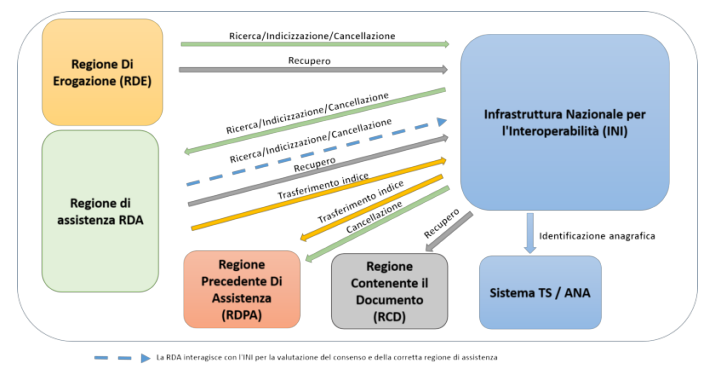 Regione Di
Erogazione (RDE)
Ricerca/Indicizzazione/Cancellazione
Recupero
Infrastruttura Nazionale per
l'Interoperabilità (INI)
Regione di
assistenza RDA
Ricerca/Indicizzazione/Cancellazione
Ricerca/Indicizzazione/Cancellazione
Recupero
Trasferimento indice
Trasferimento indice
Cancellazione
Recupero
Identificazione anagrafica
Regione
Precedente Di
Assistenza
(RDPA)
Regione
Contenente il
Documento
(RCD)
Sistema TS / ANA
La RDA interagisce con l'INI per la valutazione del consenso e della corretta regione di assistenza